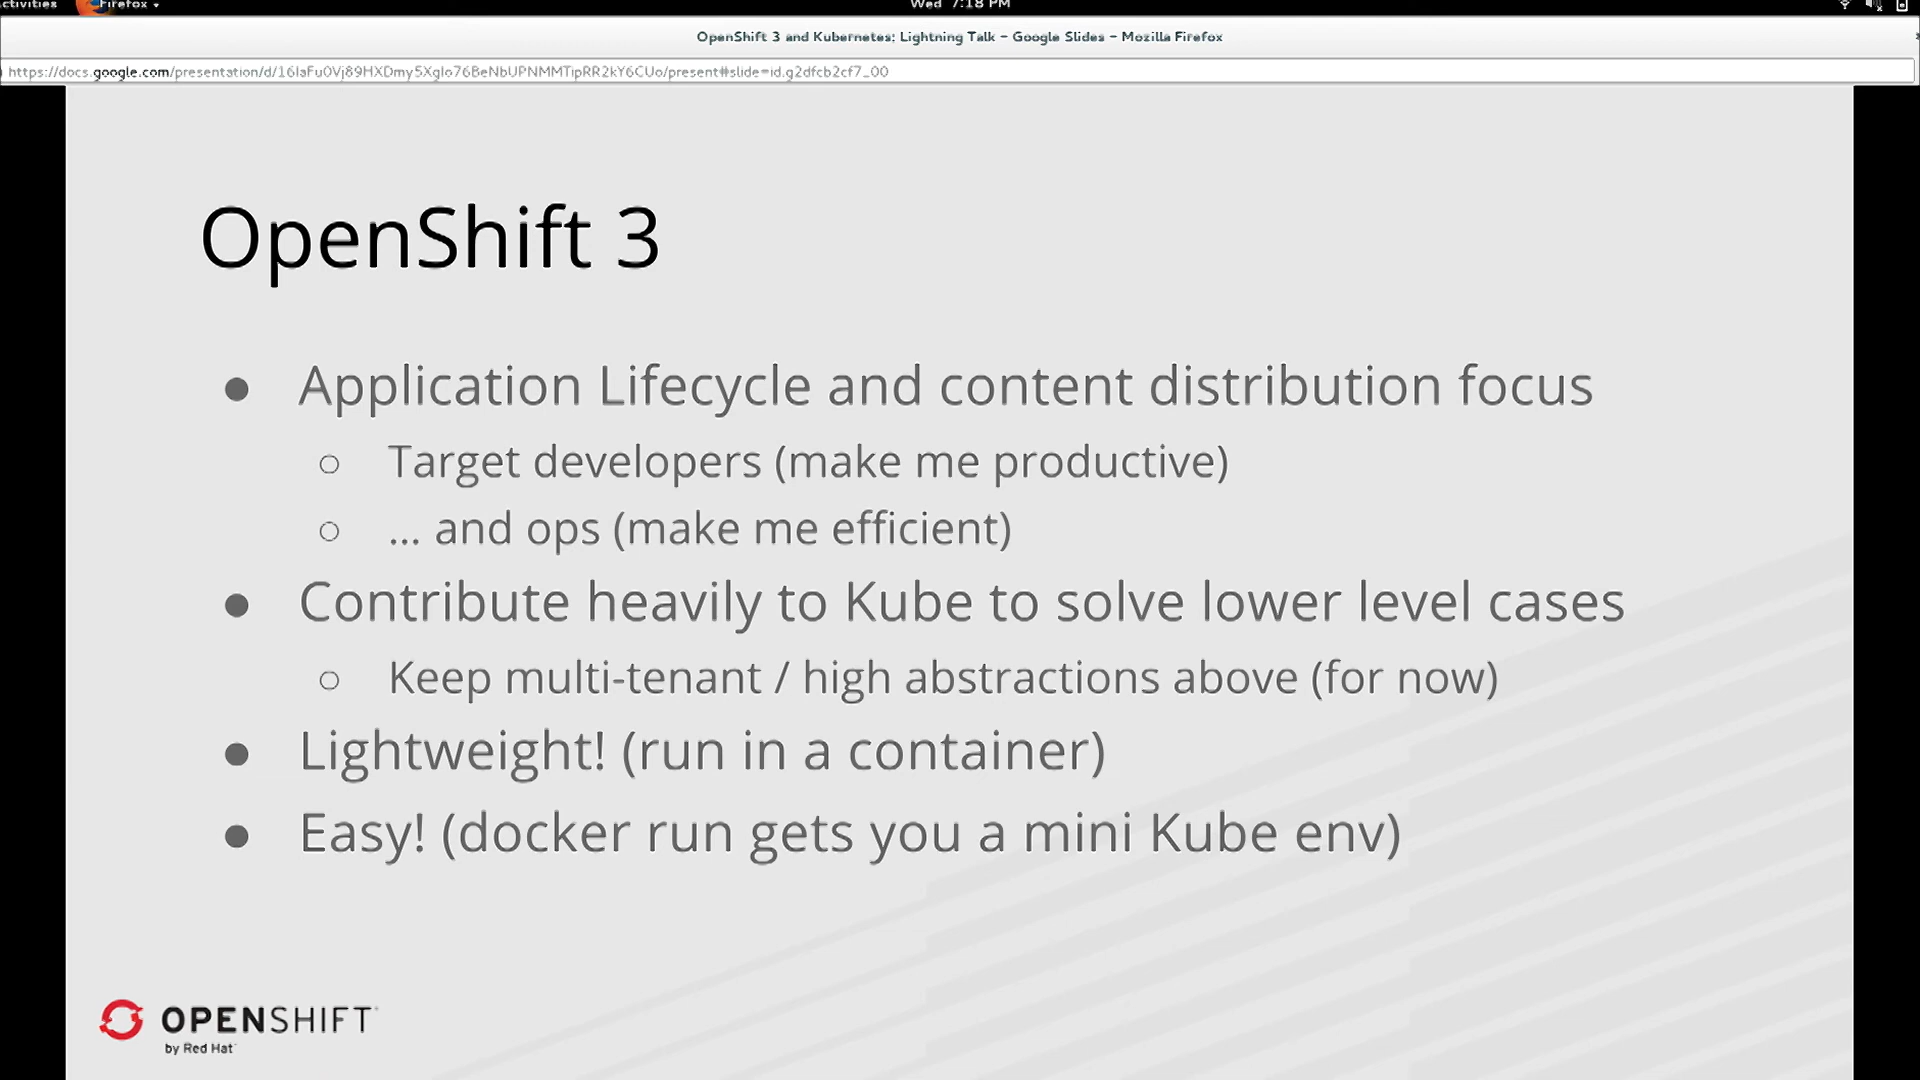 ctivities Firefox Wed 7:18 PM
OpenShift 3 and Kubernetes: Lightning Talk - Google Slides - Mozilla Firefox
https://docs.google.com/presentation/d/16IaFu0Vj89HXDmy5XgIo76BeNbUPNMMTipRR2kY6CUo/present#slide=id.g2dfcb2cf7_00
OpenShift 3
● Application Lifecycle and content distribution focus
○ Target developers (make me productive)
○ ... and ops (make me efficient)
● Contribute heavily to Kube to solve lower level cases
○ Keep multi-tenant / high abstractions above (for now)
● Lightweight! (run in a container)
● Easy! (docker run gets you a mini Kube env)
OPENSHIFT
by Red Hat